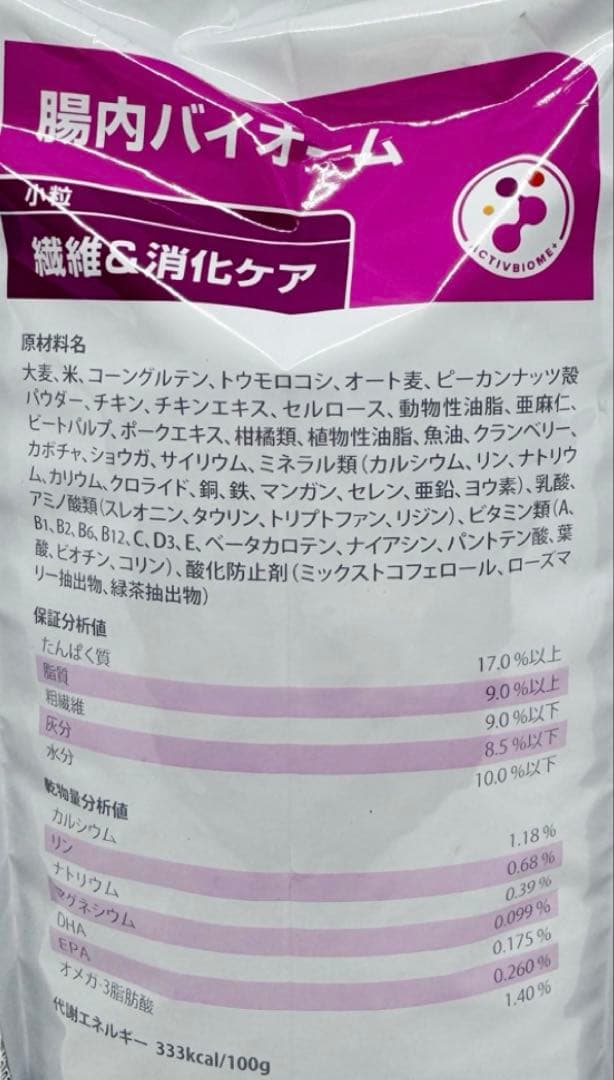 腸内バイオーム
小粒
繊維&消化ケア
ACTIVBIOME+
原材料名
大麦、米、コーングルテン、トウモロコシ、オート麦、ピーカンナッツ殻
パウダー、チキン、チキンエキス、セルロース、動物性油脂、亜麻仁、
ビートパルプ、ポークエキス、柑橘類、植物性油脂、魚油、クランベリー、
カボチャ、ショウガ、サイリウム、ミネラル類(カルシウム、リン、ナトリウ
ム、カリウム、クロライド、銅、鉄、マンガン、セレン、亜鉛、ヨウ素)、乳酸、
アミノ酸類(スレオニン、タウリン、トリプトファン、リジン)、ビタミン類(A、
B1、B2、B6、B12、C、D3、E、ベータカロテン、ナイアシン、パントテン酸、葉
酸、ビオチン、コリン)、酸化防止剤(ミックストコフェロール、ローズマ
リー抽出物、緑茶抽出物)
保証分析値
たんぱく質 17.0%以上
脂質 9.0%以上
粗繊維 9.0%以下
灰分 8.5%以下
水分 10.0%以下
乾物量分析値
カルシウム 1.18%
リン 0.68%
ナトリウム 0.39%
マグネシウム 0.099%
DHA 0.175%
EPA 0.260%
オメガ-3脂肪酸 1.40%
代謝エネルギー 333kcal/100g